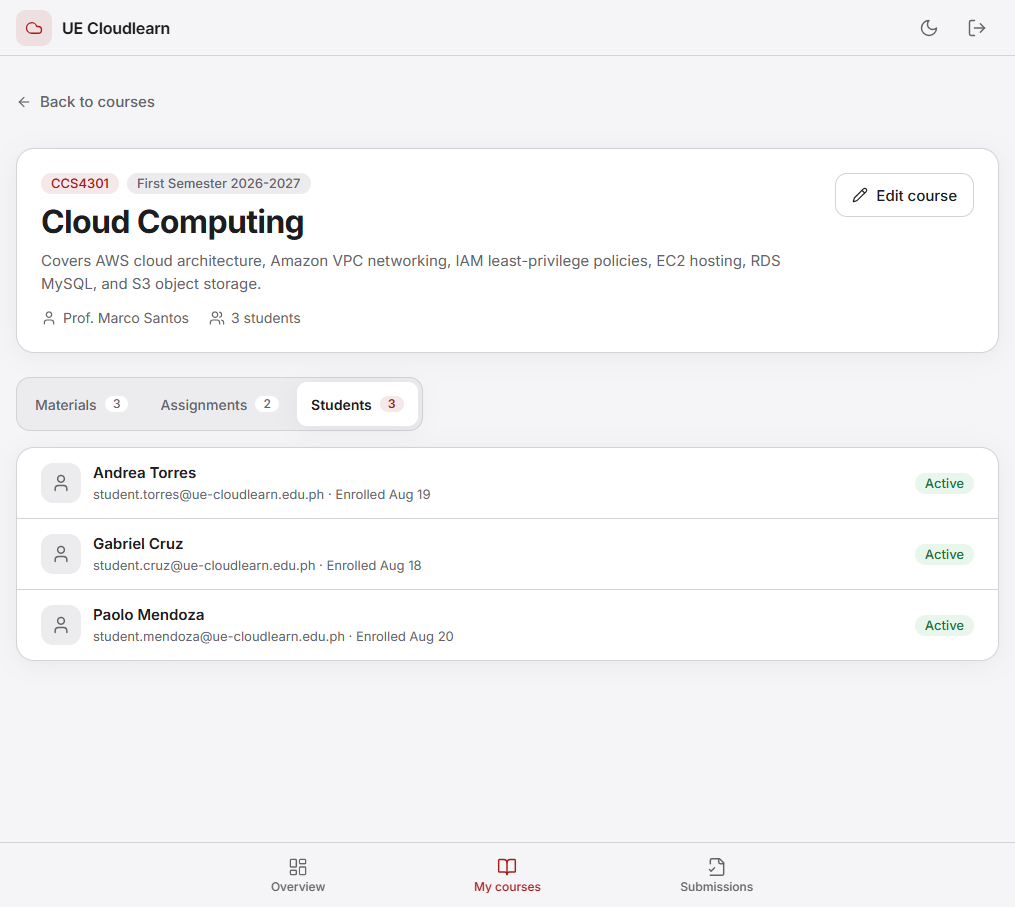 UE Cloudlearn
Back to courses
CCS4301 First Semester 2026-2027
Edit course
Cloud Computing
Covers AWS cloud architecture, Amazon VPC networking, IAM least-privilege policies, EC2 hosting, RDS
MySQL, and S3 object storage.
Prof. Marco Santos 3 students
Materials 3 Assignments 2 Students 3
Andrea Torres
student.torres@ue-cloudlearn.edu.ph · Enrolled Aug 19
Active
Gabriel Cruz
student.cruz@ue-cloudlearn.edu.ph · Enrolled Aug 18
Active
Paolo Mendoza
student.mendoza@ue-cloudlearn.edu.ph · Enrolled Aug 20
Active
Overview My courses Submissions